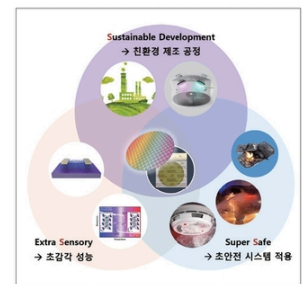 Sustainable Development
→ 친환경 제조 공정
Extra Sensory
→ 초감각 성능
Super Safe
→ 초안전 시스템 적용